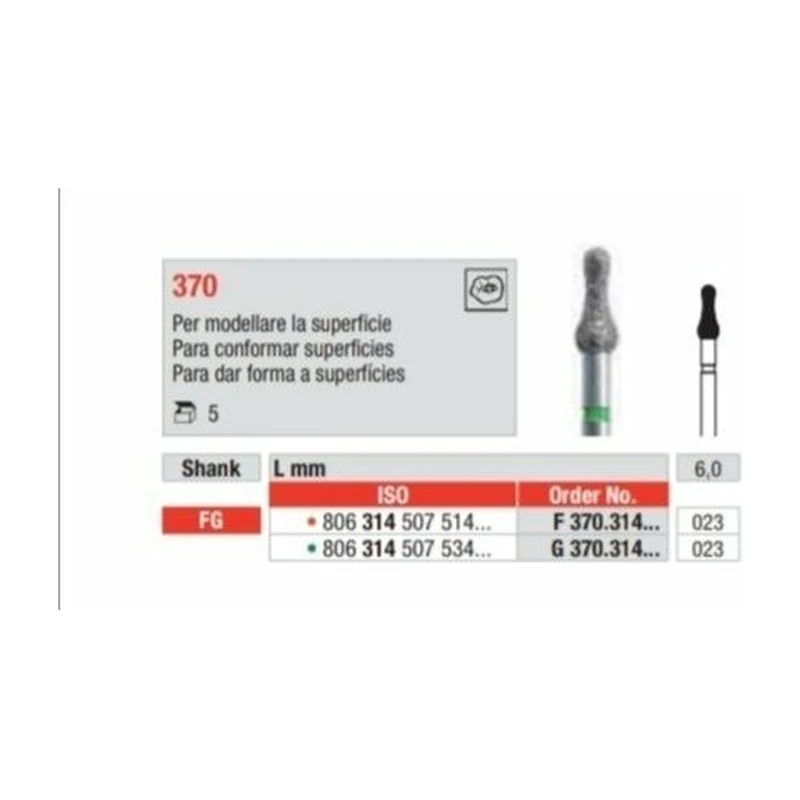 370
Per modellare la superficie
Para conformar superficies
Para dar forma a superfícies
5
Shank L mm 6,0
ISO Order No.
FG • 806 314 507 514... F 370.314... 023
• 806 314 507 534... G 370.314... 023